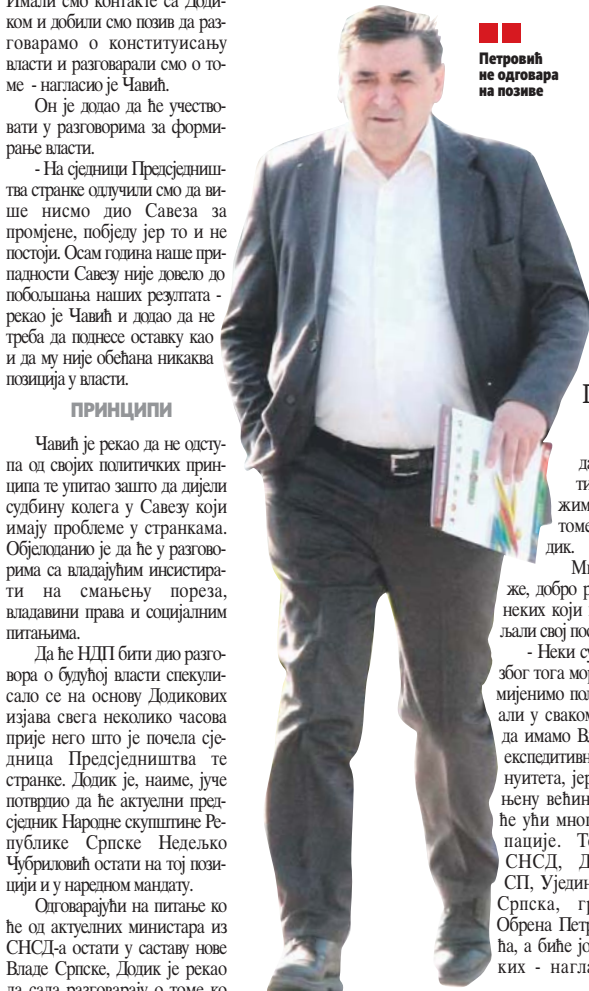 Имали смо контакте са Доди-
ком и добили смо позив да раз-
говарамо о конституисању
власти и разговарали смо о то-
ме - нагласио је Чавић.
Он је додао да ће учество-
вати у разговорима за форми-
рање власти.
- На сједници Предсједниш-
тва странке одлучили смо да ви-
ше нисмо дио Савеза за
промјене, побједу јер то и не
постоји. Осам година наше при-
падности Савезу није довело до
побољшања наших резултата -
рекао је Чавић и додао да не
треба да поднесе оставку као
и да му није обећана никаква
позиција у власти.
ПРИНЦИПИ
Чавић је рекао да не одсту-
па од својих политичких прин-
ципа те упитао зашто да дијели
судбину колега у Савезу који
имају проблеме у странкама.
Објелоданио је да ће у разгово-
рима са владајућим инсистира-
ти на смањењу пореза,
владавини права и социјалним
питањима.
Да ће НДП бити дио разго-
вора о будућој власти спекули-
сало се на основу Додикових
изјава свега неколико часова
прије него што је почела сје-
дница Предсједништва те
странке. Додик је, наиме, јуче
потврдио да ће актуелни пред-
сједник Народне скупштине Ре-
публике Српске Недељко
Чубриловић остати на тој пози-
цији и у наредном мандату.
Одговарајући на питање ко
ће од актуелних министара из
СНСД-а остати у саставу нове
Владе Српске, Додик је рекао
да сада разговарају о томе ко
Петровић
не одговара
на позиве
да
ти
жим
томе
дик.
же, добро р
неких који
љали свој пос
- Неки су
због тога мор
мијенимо пол
али у сваком
да имамо Вл
експедитивн
нуитета, јер
њену већин
ће ући мног
пације. Т
СНСД, Д
СП, Уједин
Српска, гр
Обрена Петр
ћа, а биће јо
ких - нагла